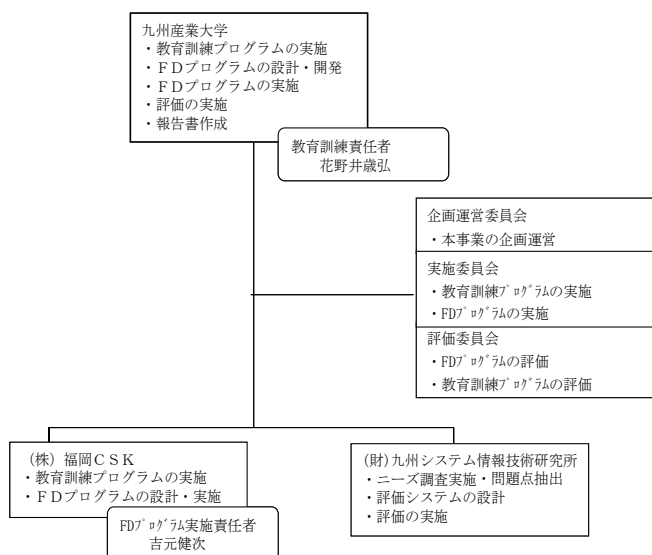 九州産業大学
・教育訓練プログラムの実施
・ＦＤプログラムの設計・開発
・ＦＤプログラムの実施
・評価の実施
・報告書作成
教育訓練責任者
花野井歳弘
企画運営委員会
・本事業の企画運営
実施委員会
・教育訓練ﾌﾟﾛｸﾞﾗﾑの実施
・FDﾌﾟﾛｸﾞﾗﾑの実施
評価委員会
・FDﾌﾟﾛｸﾞﾗﾑの評価
・教育訓練ﾌﾟﾛｸﾞﾗﾑの評価
(株）福岡ＣＳＫ
・教育訓練プログラムの実施
・ＦＤプログラムの設計・実施
FDﾌﾟﾛｸﾞﾗﾑ実施責任者
吉元健次
(財)九州システム情報技術研究所
・ニーズ調査実施・問題点抽出
・評価システムの設計
・評価の実施